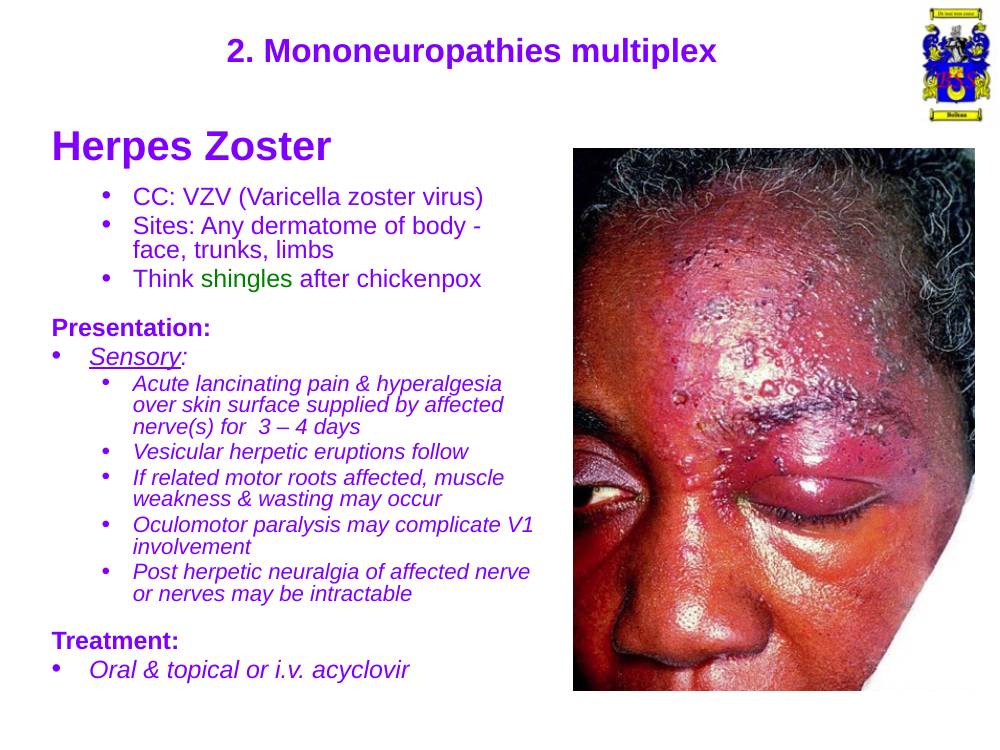 2. Mononeuropathies multiplex
Herpes Zoster
• CC: VZV (Varicella zoster virus)
• Sites: Any dermatome of body -
face, trunks, limbs
• Think shingles after chickenpox
Presentation:
• Sensory:
• Acute lancinating pain & hyperalgesia
over skin surface supplied by affected
nerve(s) for 3 – 4 days
• Vesicular herpetic eruptions follow
• If related motor roots affected, muscle
weakness & wasting may occur
• Oculomotor paralysis may complicate V1
involvement
• Post herpetic neuralgia of affected nerve
or nerves may be intractable
Treatment:
• Oral & topical or i.v. acyclovir